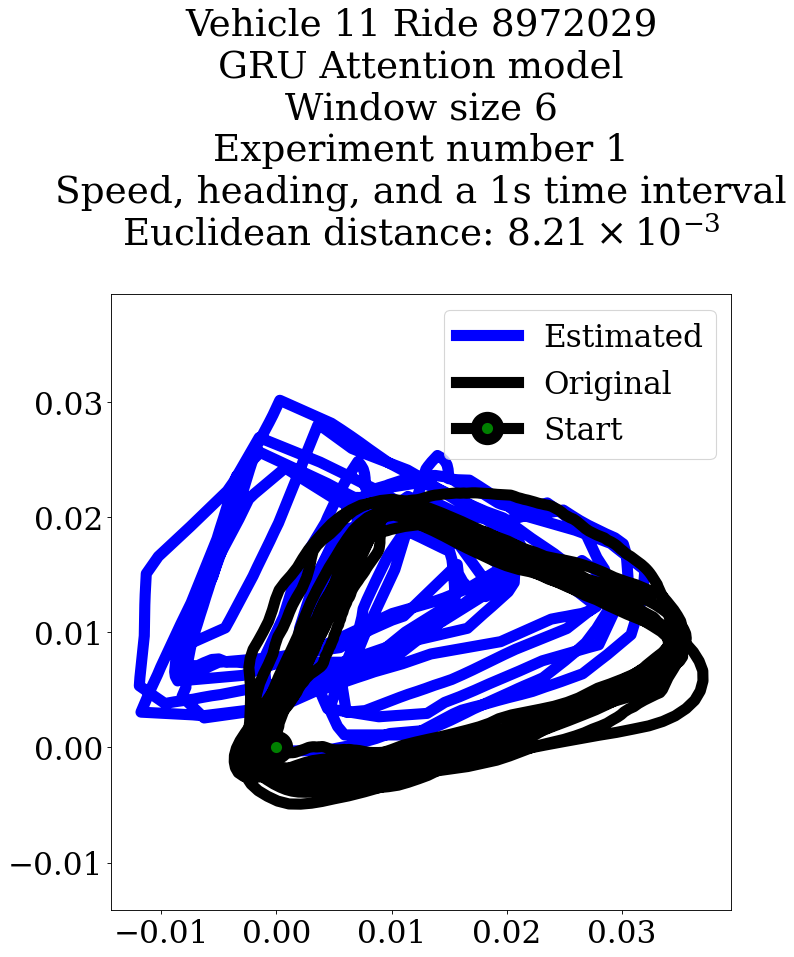 Vehicle 11 Ride 8972029
GRU Attention model
Window size 6
Experiment number 1
Speed, heading, and a 1s time interval
Euclidean distance: 8.21 × 10⁻³
Estimated
Original
Start
0.03
0.02
0.01
0.00
−0.01
−0.01 0.00 0.01 0.02 0.03